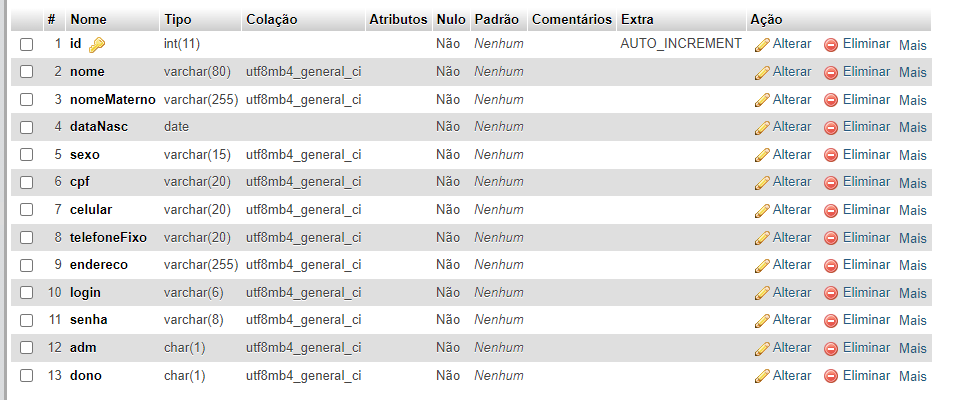 # Nome Tipo Colação Atributos Nulo Padrão Comentários Extra Ação
1 id int(11) Não Nenhum AUTO_INCREMENT Alterar Eliminar Mais
2 nome varchar(80) utf8mb4_general_ci Não Nenhum Alterar Eliminar Mais
3 nomeMaterno varchar(255) utf8mb4_general_ci Não Nenhum Alterar Eliminar Mais
4 dataNasc date Não Nenhum Alterar Eliminar Mais
5 sexo varchar(15) utf8mb4_general_ci Não Nenhum Alterar Eliminar Mais
6 cpf varchar(20) utf8mb4_general_ci Não Nenhum Alterar Eliminar Mais
7 celular varchar(20) utf8mb4_general_ci Não Nenhum Alterar Eliminar Mais
8 telefoneFixo varchar(20) utf8mb4_general_ci Não Nenhum Alterar Eliminar Mais
9 endereco varchar(255) utf8mb4_general_ci Não Nenhum Alterar Eliminar Mais
10 login varchar(6) utf8mb4_general_ci Não Nenhum Alterar Eliminar Mais
11 senha varchar(8) utf8mb4_general_ci Não Nenhum Alterar Eliminar Mais
12 adm char(1) utf8mb4_general_ci Não Nenhum Alterar Eliminar Mais
13 dono char(1) utf8mb4_general_ci Não Nenhum Alterar Eliminar Mais